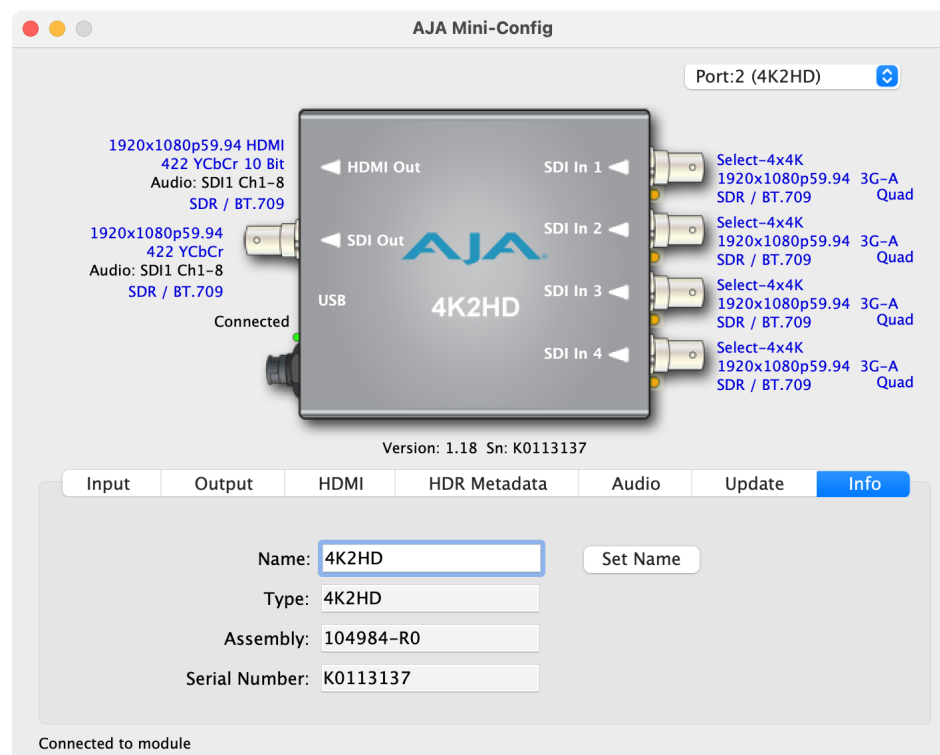 AJA Mini-Config
Port:2 (4K2HD)
1920x1080p59.94 HDMI
422 YCbCr 10 Bit
Audio: SDI1 Ch1-8
SDR / BT.709
1920x1080p59.94
422 YCbCr
Audio: SDI1 Ch1-8
SDR / BT.709
Connected
HDMI Out
SDI Out
USB
AJA
4K2HD
SDI In 1
SDI In 2
SDI In 3
SDI In 4
Select-4x4K
1920x1080p59.94 3G-A
SDR / BT.709 Quad
Select-4x4K
1920x1080p59.94 3G-A
SDR / BT.709 Quad
Select-4x4K
1920x1080p59.94 3G-A
SDR / BT.709 Quad
Select-4x4K
1920x1080p59.94 3G-A
SDR / BT.709 Quad
Version: 1.18 Sn: K0113137
Input Output HDMI HDR Metadata Audio Update Info
Name: 4K2HD Set Name
Type: 4K2HD
Assembly: 104984-R0
Serial Number: K0113137
Connected to module